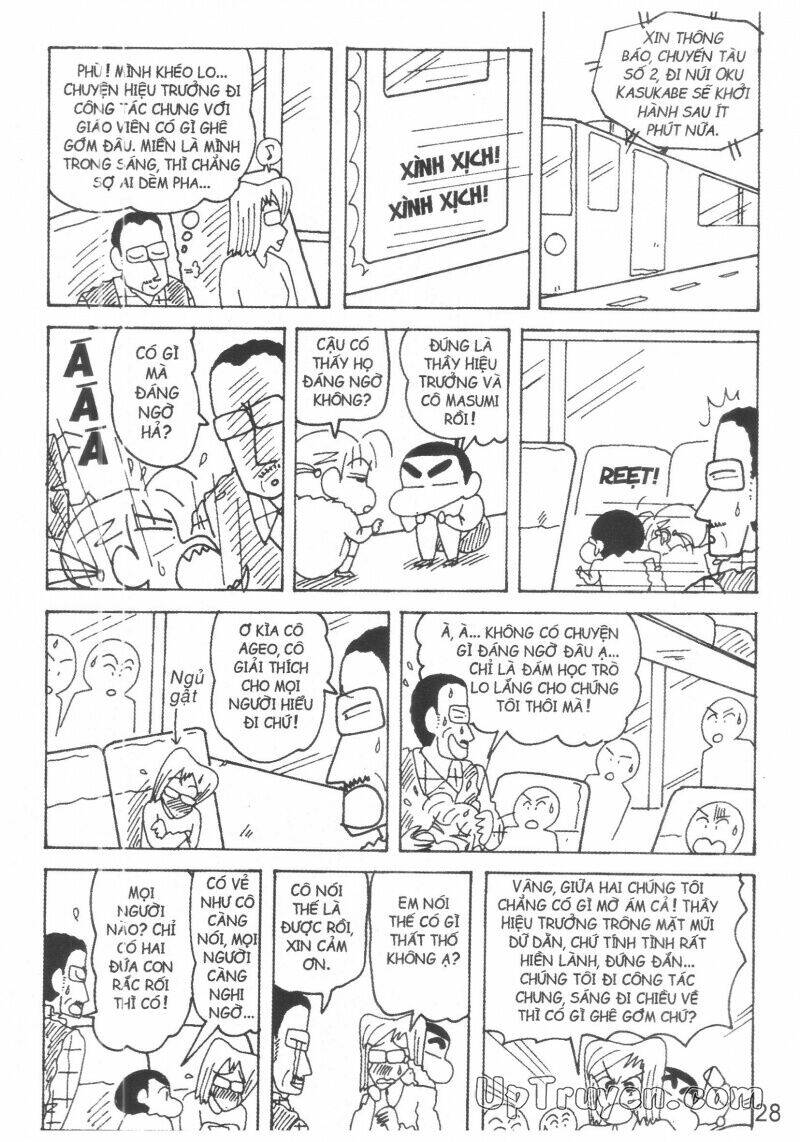 XIN THÔNG
BÁO, CHUYẾN TÀU
SỐ 2, ĐI NÚI OKU
KASUKABE SẼ KHỞI
HÀNH SAU ÍT
PHÚT NỮA.
XÌNH XỊCH!
XÌNH XỊCH!
PHÙ! MÌNH KHÉO LO...
CHUYỆN HIỆU TRƯỞNG ĐI
CÔNG TÁC CHUNG VỚI
GIÁO VIÊN CÓ GÌ GHÊ
GỚM ĐÂU. MIỄN LÀ MÌNH
TRONG SÁNG, THÌ CHẲNG
SỢ AI DÈM PHA...
REẸT!
ĐÚNG LÀ
THẦY HIỆU
TRƯỞNG VÀ
CÔ MASUMI
RỒI!
CẬU CÓ
THẤY HỌ
ĐÁNG NGỜ
KHÔNG?
CÓ GÌ
MÀ
ĐÁNG
NGỜ
HẢ?
Á
Á
Á
À, À... KHÔNG CÓ CHUYỆN
GÌ ĐÁNG NGỜ ĐÂU Ạ...
CHỈ LÀ ĐÁM HỌC TRÒ
LO LẮNG CHO CHÚNG
TÔI THÔI MÀ!
Ơ KÌA CÔ
AGEO, CÔ
GIẢI THÍCH
CHO MỌI
NGƯỜI HIỂU
ĐI CHỨ!
Ngủ
gật
VÂNG, GIỮA HAI CHÚNG TÔI
CHẲNG CÓ GÌ MỜ ÁM CẢ! THẦY
HIỆU TRƯỞNG TRÔNG MẶT MŨI
DỮ DẰN, CHỨ TÍNH TÌNH RẤT
HIỀN LÀNH, ĐỨNG ĐẮN...
CHÚNG TÔI ĐI CÔNG TÁC
CHUNG, SÁNG ĐI CHIỀU VỀ
THÌ CÓ GÌ GHÊ GỚM CHỨ?
EM NÓI
THẾ CÓ GÌ
THẤT THỐ
KHÔNG Ạ?
CÔ NÓI
THẾ LÀ
ĐƯỢC RỒI,
XIN CẢM
ƠN.
CÓ VẺ
NHƯ CÔ
CÀNG
NÓI, MỌI
NGƯỜI
CÀNG
NGHI
NGỜ...
MỌI
NGƯỜI
NÀO? CHỈ
CÓ HAI
ĐỨA CON
RẮC RỐI
THÌ CÓ!
UpTruyen.com
28